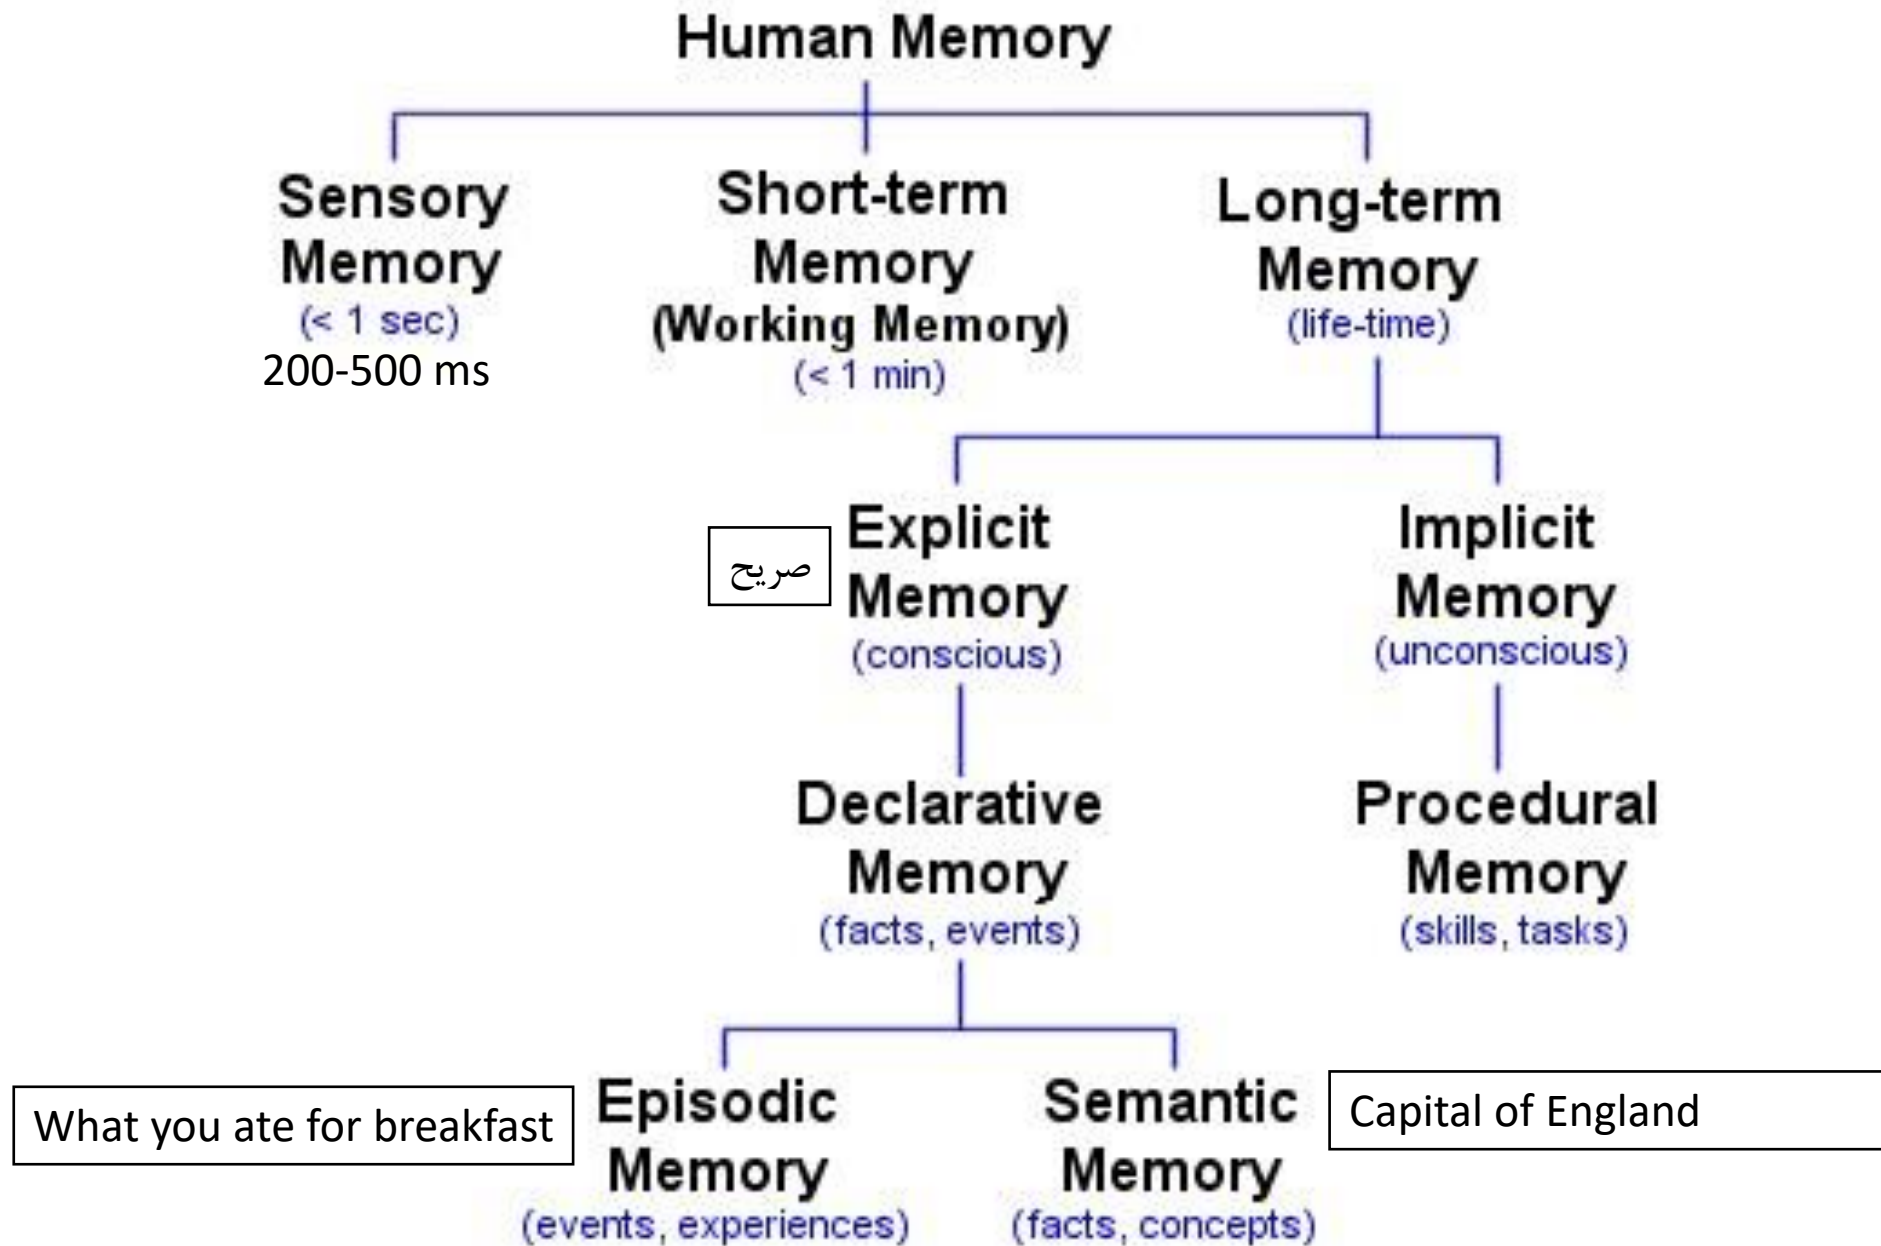 Human Memory
Sensory
Memory
(< 1 sec)
200-500 ms
Short-term
Memory
(Working Memory)
(< 1 min)
Long-term
Memory
(life-time)
صريح
Explicit
Memory
(conscious)
Implicit
Memory
(unconscious)
Declarative
Memory
(facts, events)
Procedural
Memory
(skills, tasks)
What you ate for breakfast
Episodic
Memory
(events, experiences)
Semantic
Memory
(facts, concepts)
Capital of England